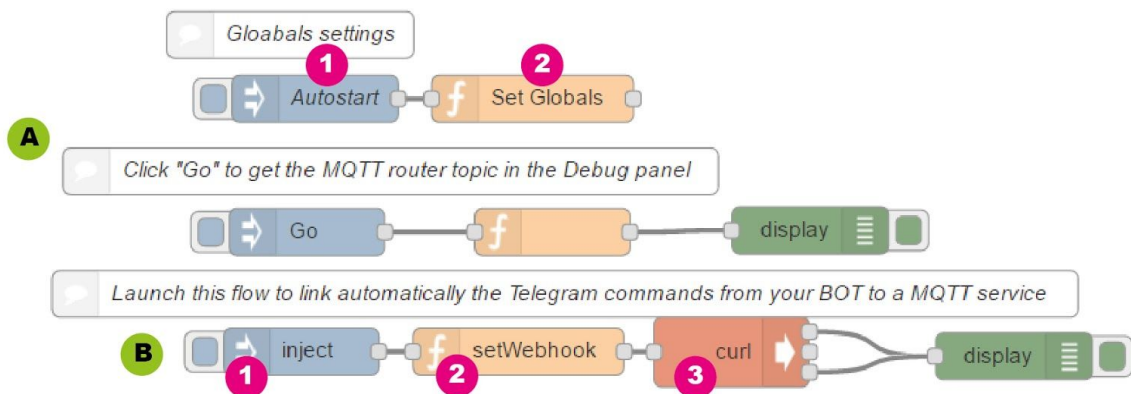 Gloabals settings
1
2
Autostart
Set Globals
A
Click "Go" to get the MQTT router topic in the Debug panel
Go
display
Launch this flow to link automatically the Telegram commands from your BOT to a MQTT service
B
inject
setWebhook
curl
display
1
2
3